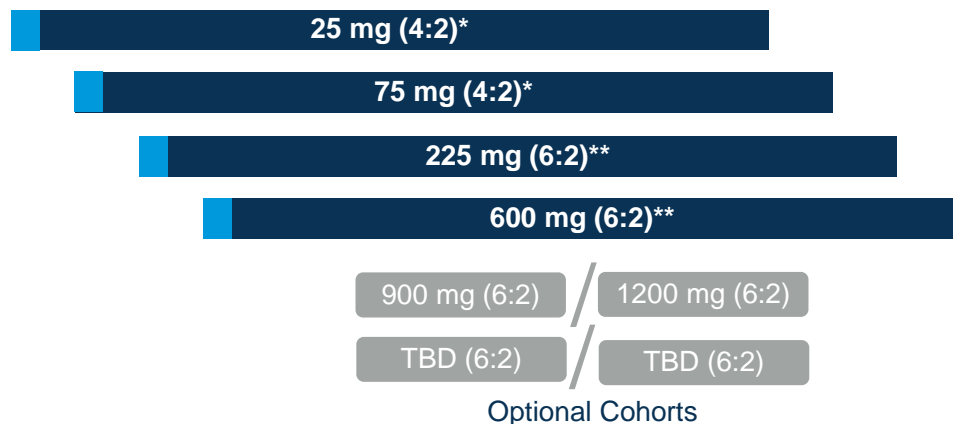 25 mg (4:2)*
75 mg (4:2)*
225 mg (6:2)**
600 mg (6:2)**
900 mg (6:2) / 1200 mg (6:2)
TBD (6:2) / TBD (6:2)
Optional Cohorts